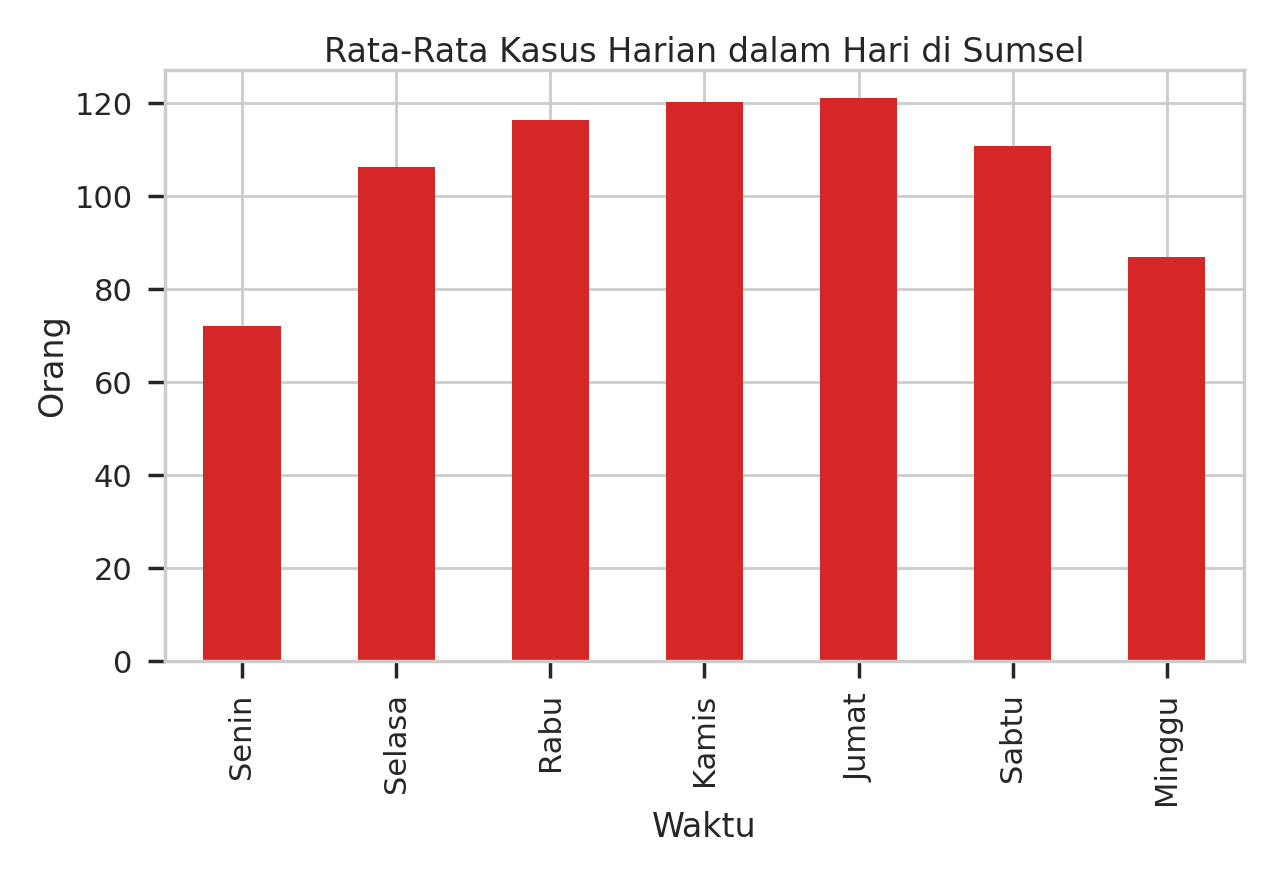 Rata-Rata Kasus Harian dalam Hari di Sumsel
120
100
80
60
40
20
0
Orang
Senin
Selasa
Rabu
Kamis
Jumat
Sabtu
Minggu
Waktu